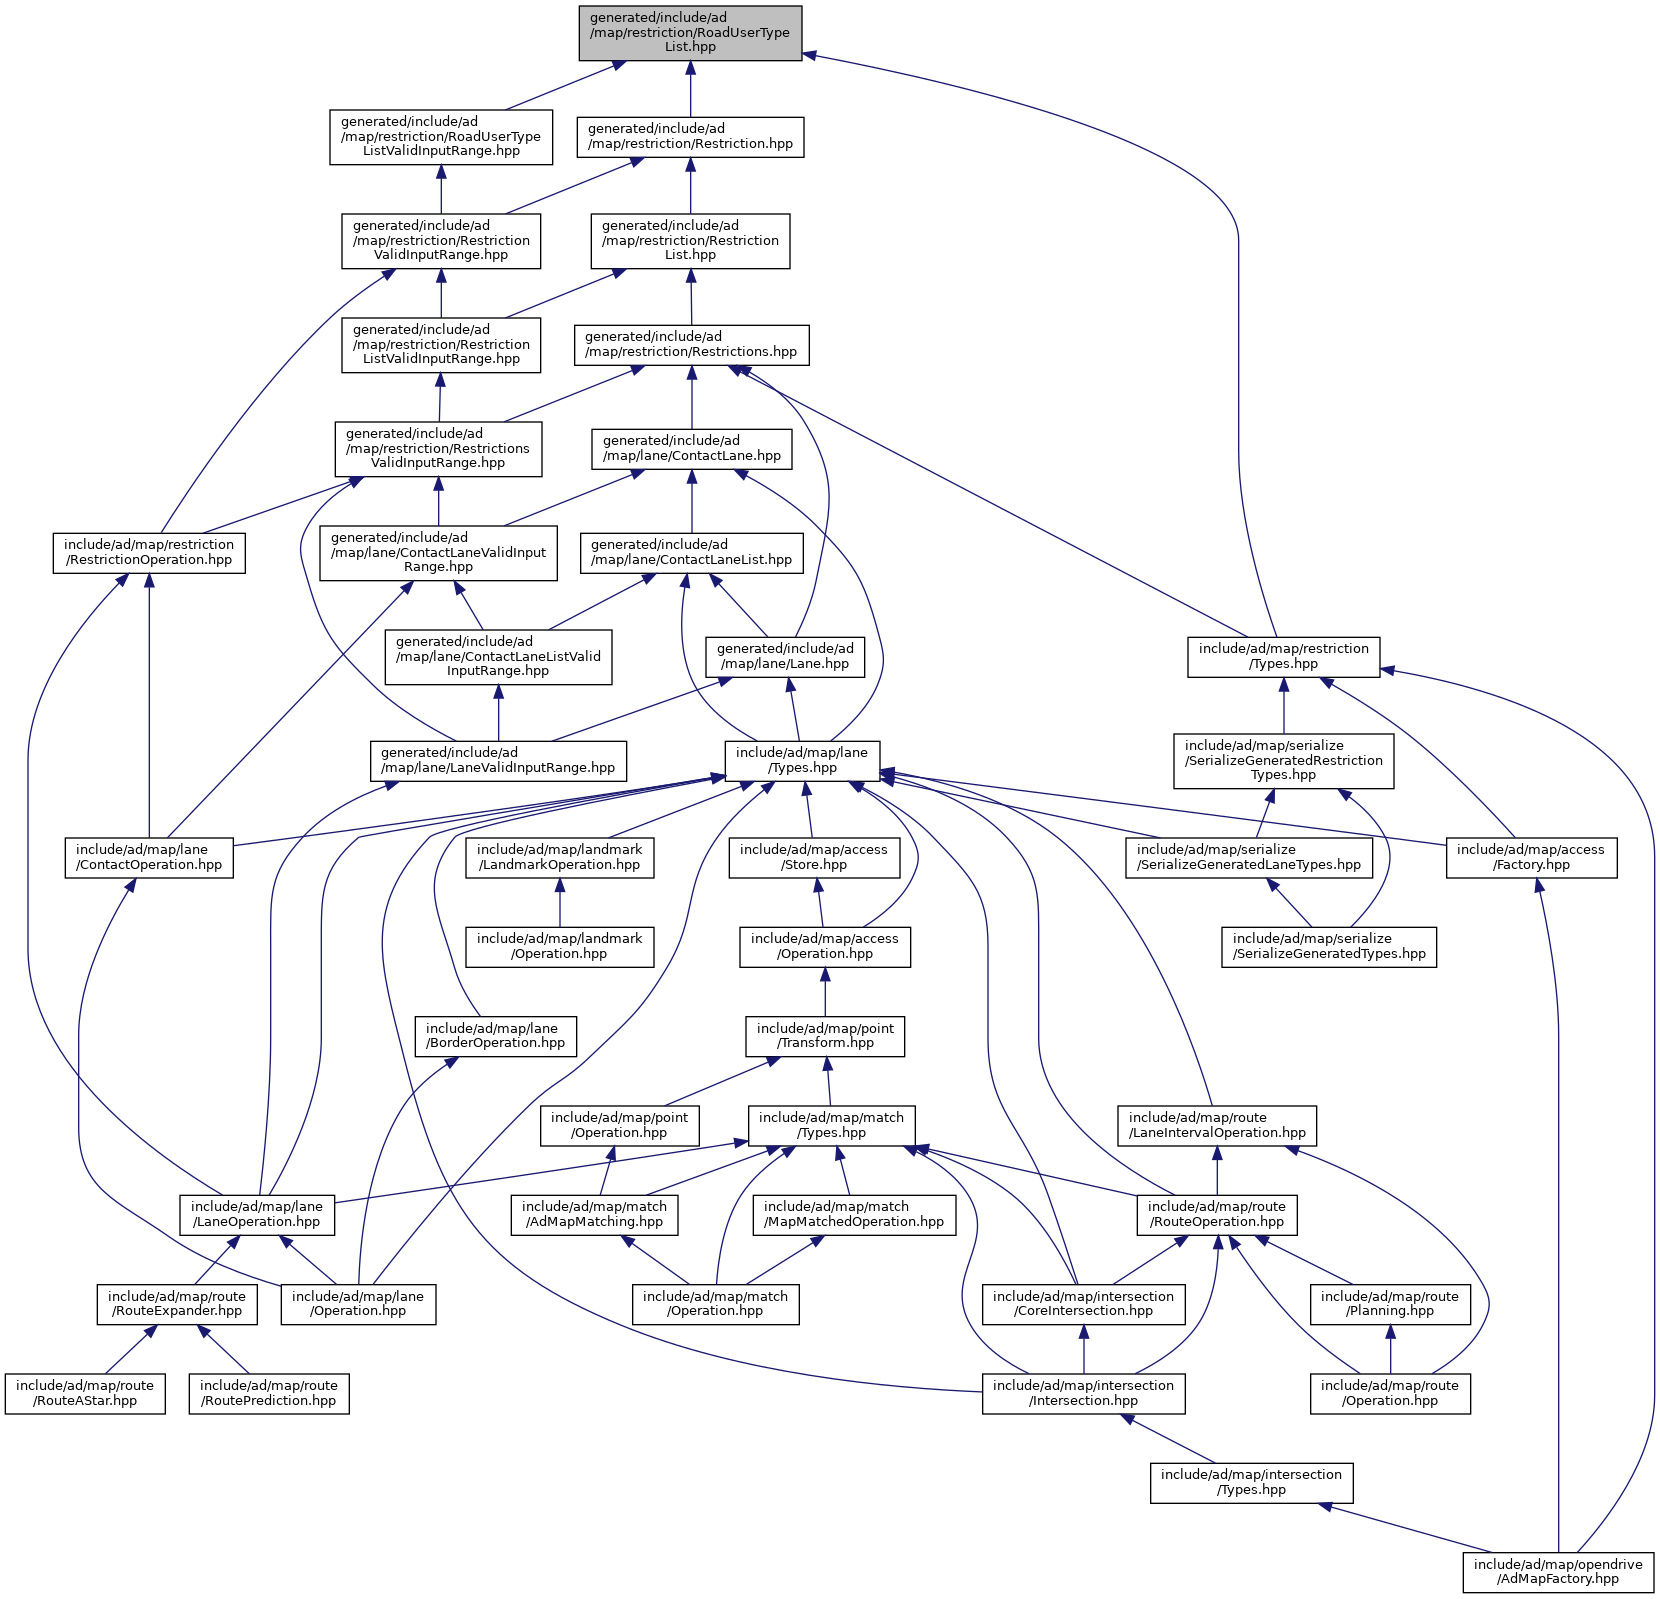 generated/include/ad
/map/restriction/RoadUserType
List.hpp
generated/include/ad
/map/restriction/RoadUserType
ListValidInputRange.hpp
generated/include/ad
/map/restriction/Restriction.hpp
generated/include/ad
/map/restriction/Restriction
ValidInputRange.hpp
generated/include/ad
/map/restriction/Restriction
List.hpp
generated/include/ad
/map/restriction/Restriction
ListValidInputRange.hpp
generated/include/ad
/map/restriction/Restrictions.hpp
generated/include/ad
/map/restriction/Restrictions
ValidInputRange.hpp
generated/include/ad
/map/lane/ContactLane.hpp
include/ad/map/restriction
/RestrictionOperation.hpp
generated/include/ad
/map/lane/ContactLaneValidInput
Range.hpp
generated/include/ad
/map/lane/ContactLaneList.hpp
generated/include/ad
/map/lane/ContactLaneListValid
InputRange.hpp
generated/include/ad
/map/lane/Lane.hpp
include/ad/map/restriction
/Types.hpp
generated/include/ad
/map/lane/LaneValidInputRange.hpp
include/ad/map/lane
/Types.hpp
include/ad/map/serialize
/SerializeGeneratedRestriction
Types.hpp
include/ad/map/lane
/ContactOperation.hpp
include/ad/map/landmark
/LandmarkOperation.hpp
include/ad/map/access
/Store.hpp
include/ad/map/serialize
/SerializeGeneratedLaneTypes.hpp
include/ad/map/access
/Factory.hpp
include/ad/map/landmark
/Operation.hpp
include/ad/map/access
/Operation.hpp
include/ad/map/serialize
/SerializeGeneratedTypes.hpp
include/ad/map/lane
/BorderOperation.hpp
include/ad/map/point
/Transform.hpp
include/ad/map/point
/Operation.hpp
include/ad/map/match
/Types.hpp
include/ad/map/route
/LaneIntervalOperation.hpp
include/ad/map/lane
/LaneOperation.hpp
include/ad/map/match
/AdMapMatching.hpp
include/ad/map/match
/MapMatchedOperation.hpp
include/ad/map/route
/RouteOperation.hpp
include/ad/map/route
/RouteExpander.hpp
include/ad/map/lane
/Operation.hpp
include/ad/map/match
/Operation.hpp
include/ad/map/intersection
/CoreIntersection.hpp
include/ad/map/route
/Planning.hpp
include/ad/map/route
/RouteAStar.hpp
include/ad/map/route
/RoutePrediction.hpp
include/ad/map/intersection
/Intersection.hpp
include/ad/map/route
/Operation.hpp
include/ad/map/intersection
/Types.hpp
include/ad/map/opendrive
/AdMapFactory.hpp